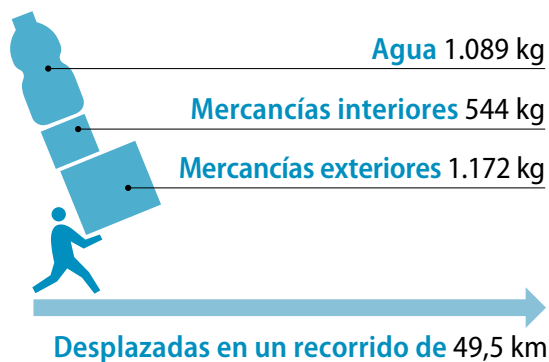 Agua 1.089 kg
Mercancías interiores 544 kg
Mercancías exteriores 1.172 kg
Desplazadas en un recorrido de 49,5 km